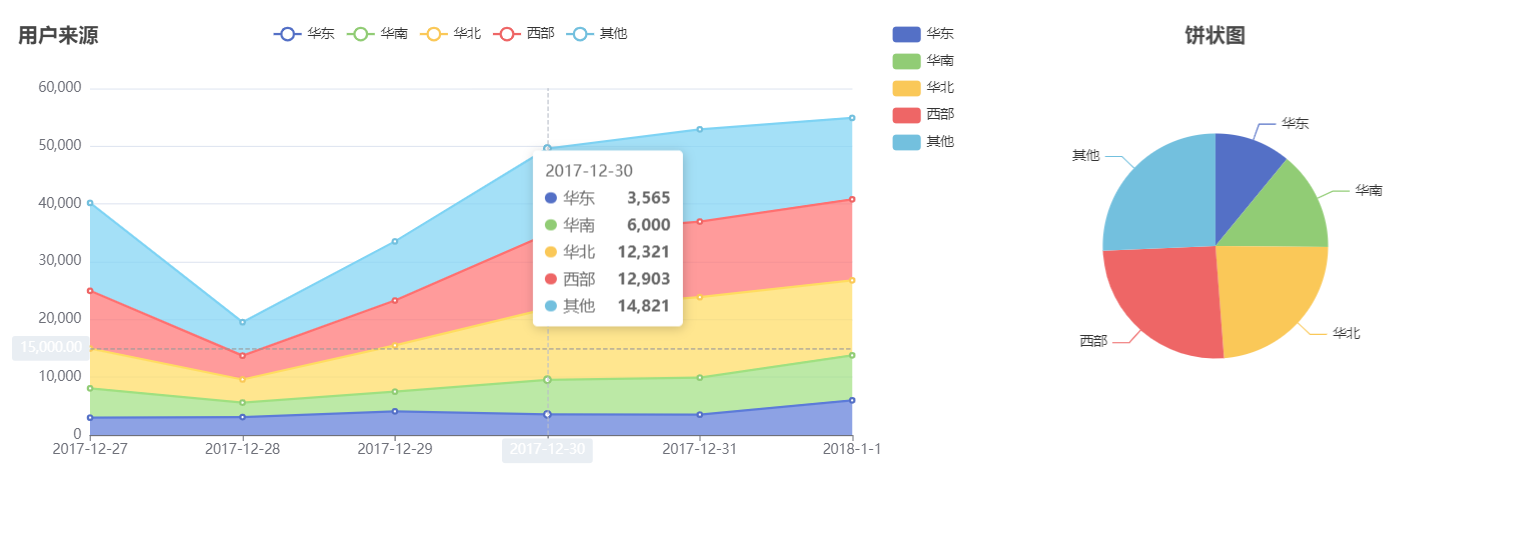 用户来源
华东 华南 华北 西部 其他
60,000
50,000
40,000
30,000
20,000
15,000.00
10,000
0
2017-12-27 2017-12-28 2017-12-29 2017-12-30 2017-12-31 2018-1-1
2017-12-30
华东 3,565
华南 6,000
华北 12,321
西部 12,903
其他 14,821
华东
华南
华北
西部
其他
饼状图
华东
其他
华南
华北
西部